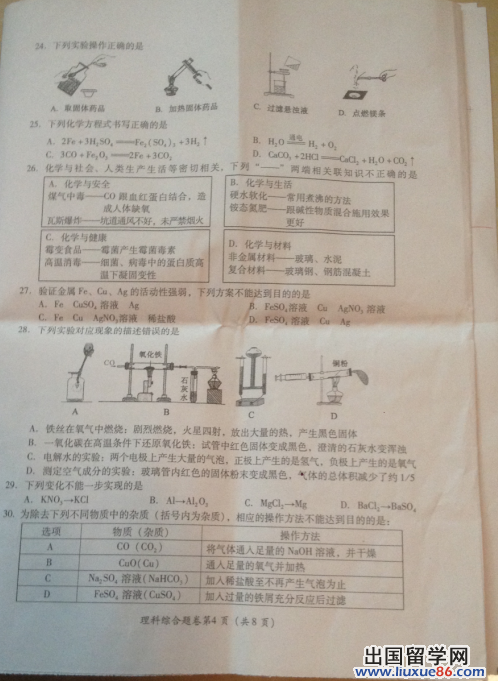 24. 下列实验操作正确的是
A. 取固体药品 B. 加热固体药品 C. 过滤悬浊液 D. 点燃镁条
25. 下列化学方程式书写正确的是
A. 2Fe+3H₂SO₄══Fe₂(SO₄)₃+3H₂↑ B. H₂O 通电══ H₂+O₂
C. 3CO+Fe₂O₃══2Fe+3CO₂ D. CaCO₃+2HCl══CaCl₂+H₂O+CO₂↑
26. 化学与社会、人类生产生活等密切相关,下列“——”两端相关联知识不正确的是
A. 化学与安全
煤气中毒——CO跟血红蛋白结合,造
成人体缺氧
瓦斯爆炸——坑道通风不好,未严禁烟火
B. 化学与生活
硬水软化——常用煮沸的方法
铵态氮肥——跟碱性物质混合施用效果
更好
C. 化学与健康
霉变食品——霉菌产生霉菌毒素
高温消毒——细菌、病毒中的蛋白质高
温下凝固变性
D. 化学与材料
非金属材料——玻璃、水泥
复合材料——玻璃钢、钢筋混凝土
27. 验证金属Fe、Cu、Ag的活动性强弱,下列方案不能达到目的的是
A. Fe CuSO₄溶液 Ag B. FeSO₄溶液 Cu AgNO₃溶液
C. Fe Cu AgNO₃溶液 稀盐酸 D. FeSO₄溶液 Cu Ag
28. 下列实验对应现象的描述错误的是
CO 氧化铁 石灰水 铜粉
A B C D
A. 铁丝在氧气中燃烧:剧烈燃烧,火星四射,放出大量的热,产生黑色固体
B. 一氧化碳在高温条件下还原氧化铁:试管中红色固体变成黑色,澄清的石灰水变浑浊
C. 电解水的实验:两个电极上产生大量的气泡,正极上产生的是氢气,负极上产生的是氧气
D. 测定空气成分的实验:玻璃管内红色的固体粉末变成黑色,气体的总体积减少了约1/5
29. 下列变化不能一步实现的是
A. KNO₃→KCl B. Al→Al₂O₃ C. MgCl₂→Mg D. BaCl₂→BaSO₄
30. 为除去下列不同物质中的杂质(括号内为杂质),相应的操作方法不能达到目的的是:
选项 物质(杂质) 操作方法
A CO(CO₂) 将气体通入足量的NaOH溶液,并干燥
B CuO(Cu) 通入足量的氧气并加热
C Na₂SO₄溶液(NaHCO₃) 加入稀盐酸至不再产生气泡为止
D FeSO₄溶液(CuSO₄) 加入过量的铁屑充分反应后过滤
理科综合题卷第4页(共8页)
出国留学网
www.liuxue86.com